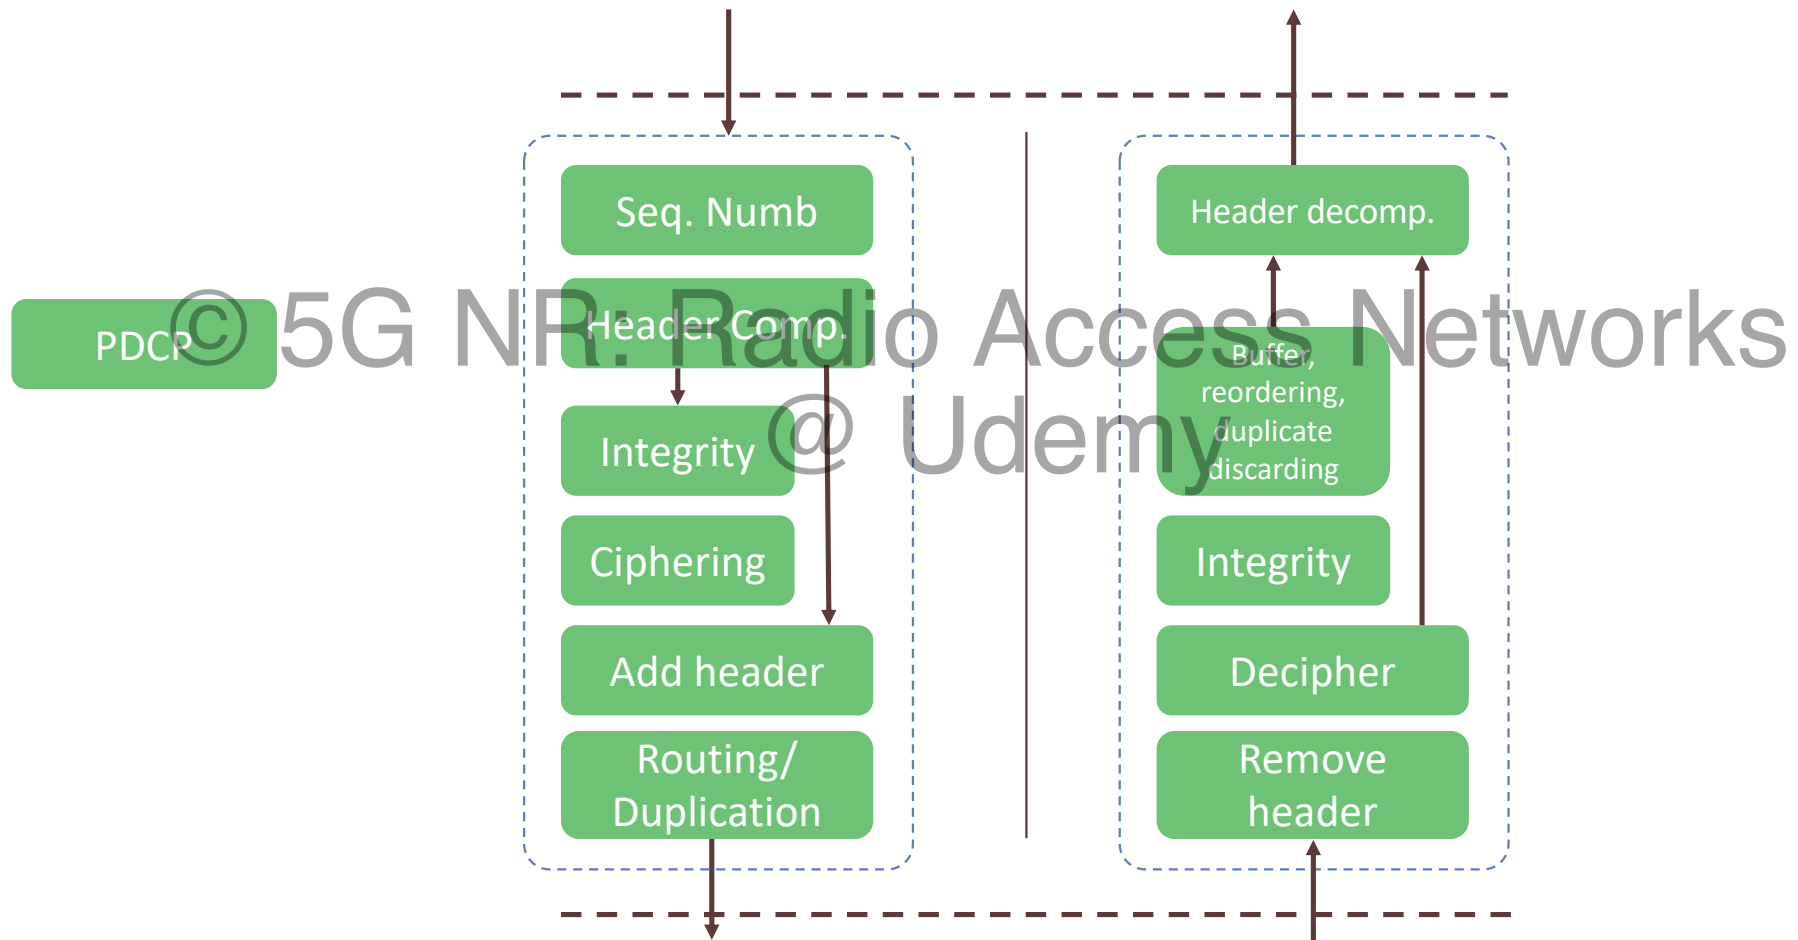 PDCP
Seq. Numb
Header Comp.
Integrity
Ciphering
Add header
Routing/
Duplication
Header decomp.
Buffer,
reordering,
duplicate
discarding
Integrity
Decipher
Remove
header
© 5G NR: Radio Access Networks
@ Udemy